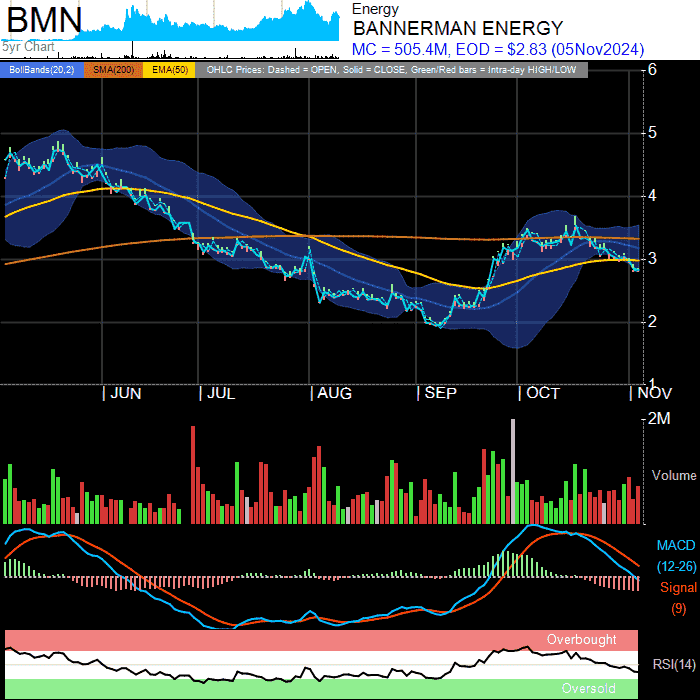 BMN
5yr Chart
Energy
BANNERMAN ENERGY
MC = 505.4M, EOD = $2.83 (05Nov2024)
BollBands(20,2) SMA(200) EMA(50) OHLC Prices: Dashed = OPEN, Solid = CLOSE, Green/Red bars = Intra-day HIGH/LOW
6
5
4
3
2
1
| JUN | JUL | AUG | SEP | OCT | NOV
2M
Volume
MACD
(12-26)
Signal
(9)
Overbought
RSI(14)
Oversold